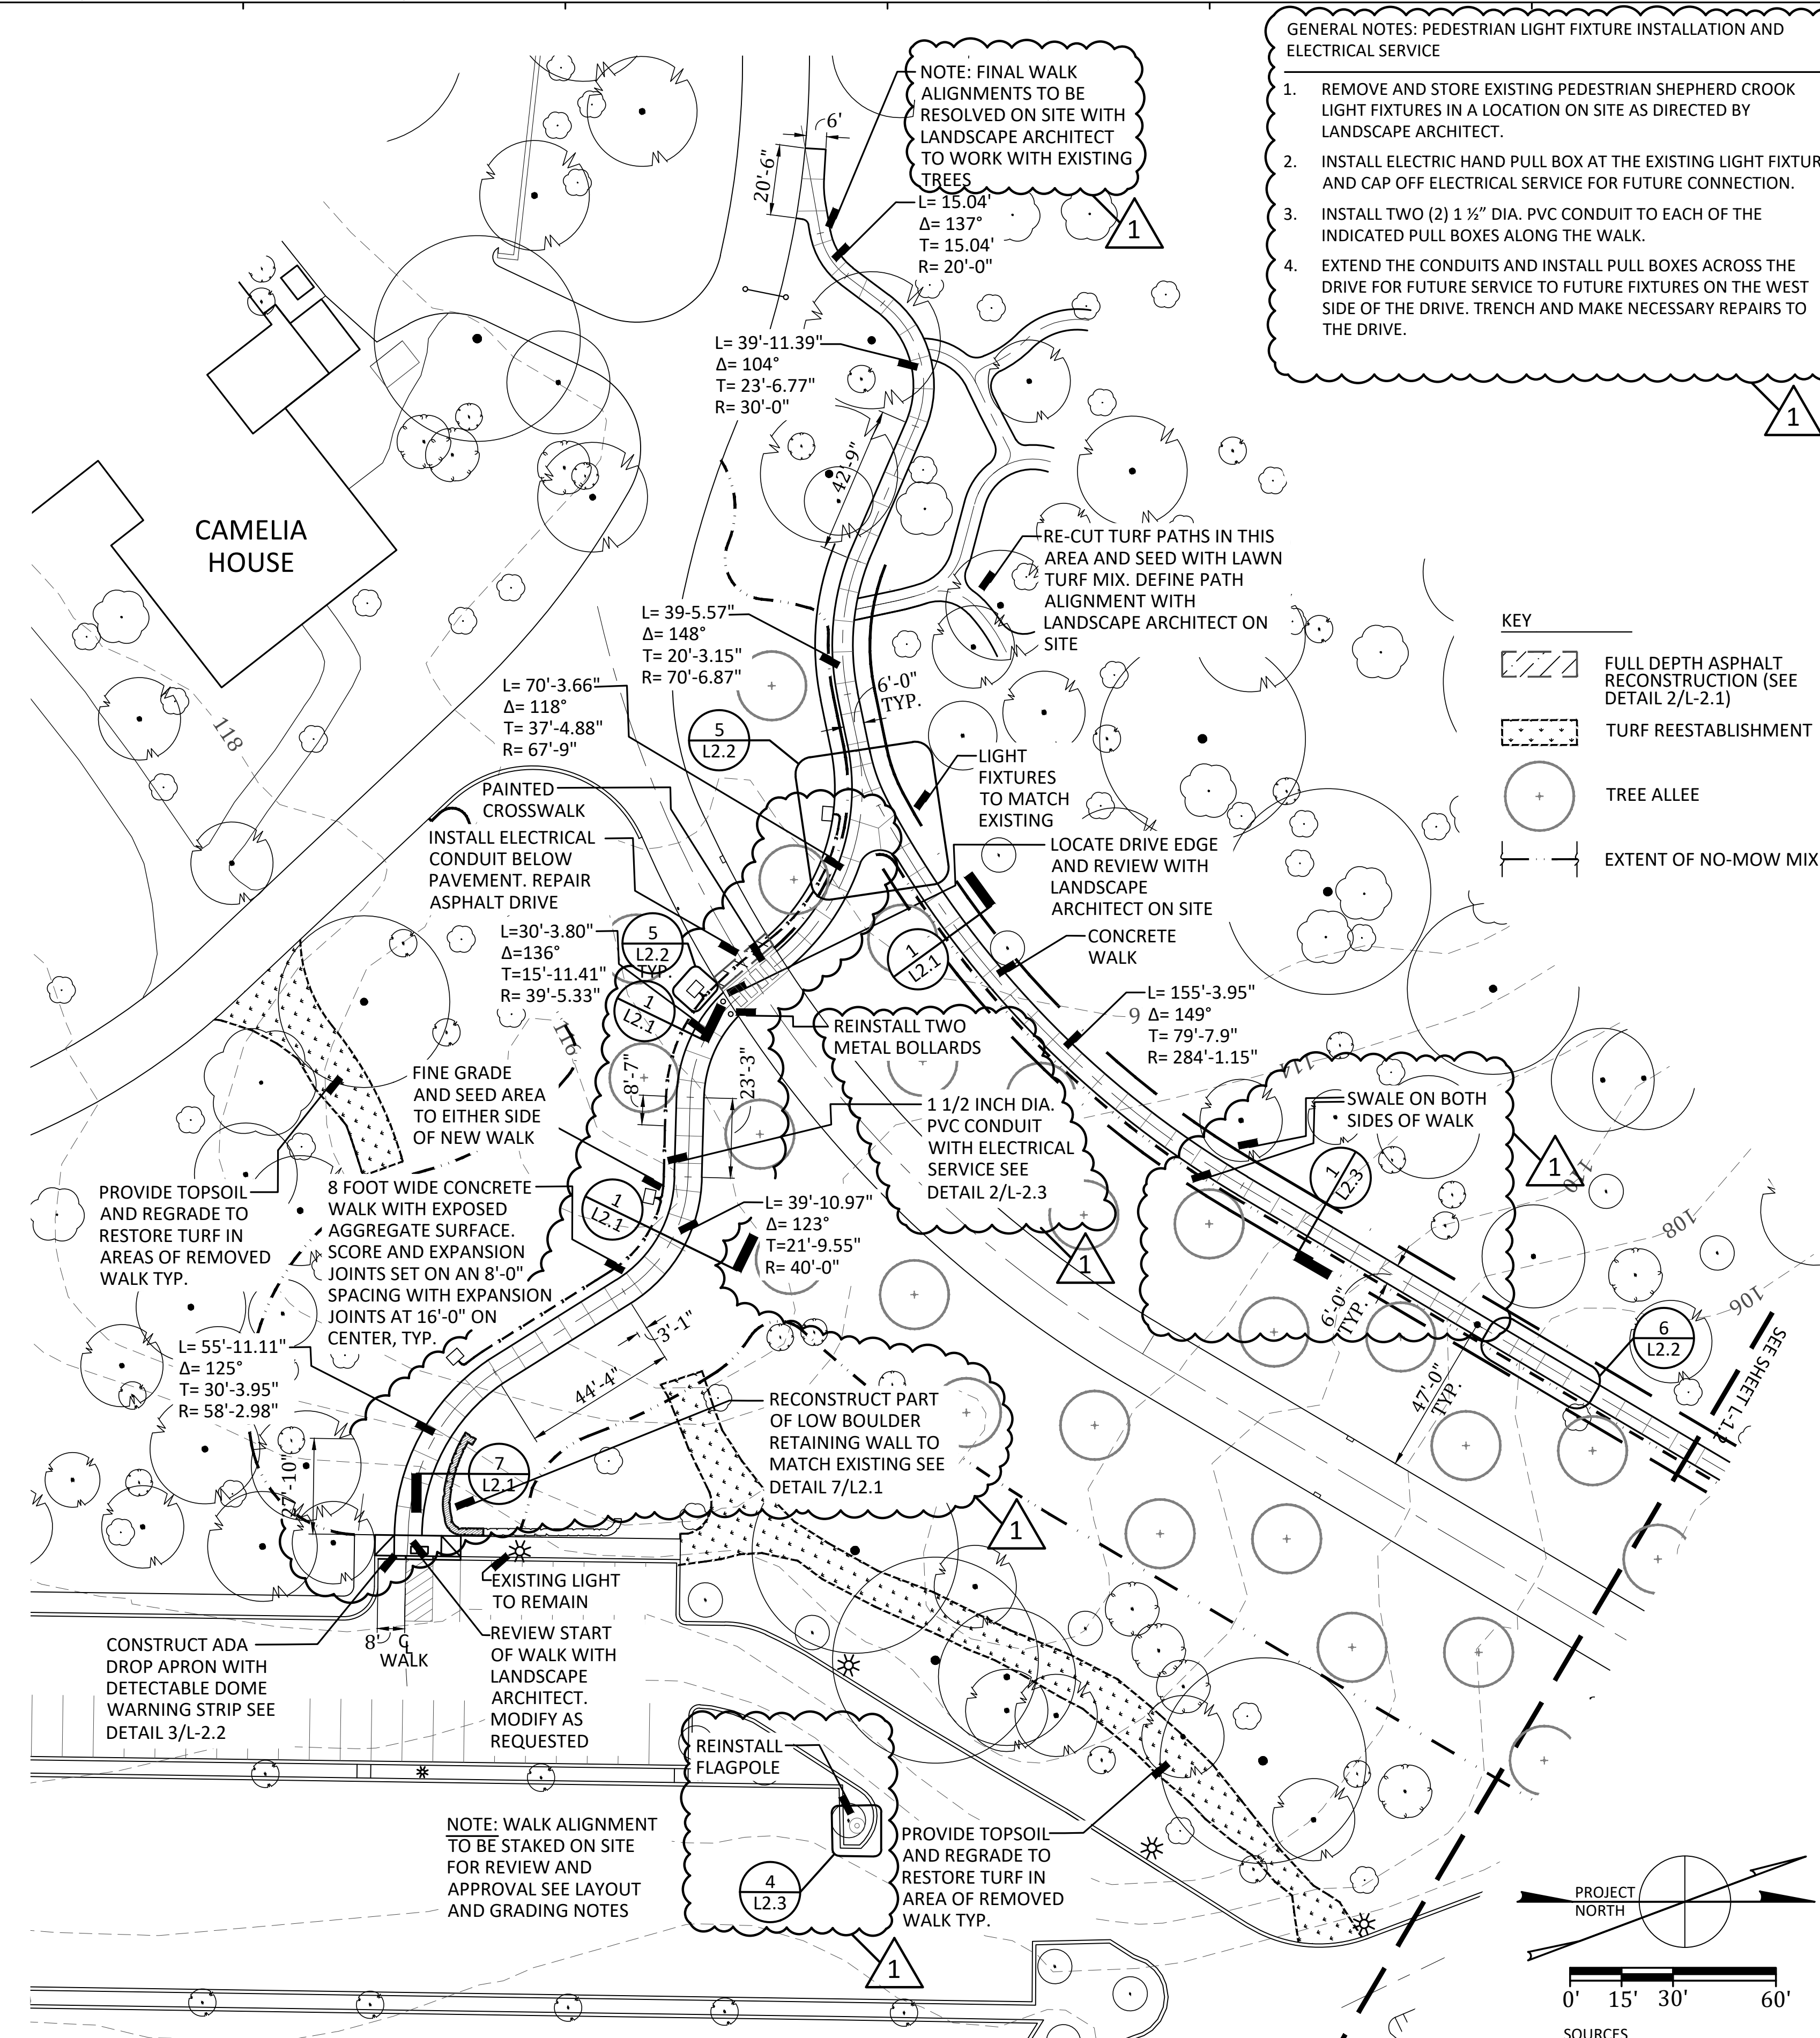 GENERAL NOTES: PEDESTRIAN LIGHT FIXTURE INSTALLATION AND
ELECTRICAL SERVICE
1. REMOVE AND STORE EXISTING PEDESTRIAN SHEPHERD CROOK
LIGHT FIXTURES IN A LOCATION ON SITE AS DIRECTED BY
LANDSCAPE ARCHITECT.
2. INSTALL ELECTRIC HAND PULL BOX AT THE EXISTING LIGHT FIXTUR
AND CAP OFF ELECTRICAL SERVICE FOR FUTURE CONNECTION.
3. INSTALL TWO (2) 1 ½” DIA. PVC CONDUIT TO EACH OF THE
INDICATED PULL BOXES ALONG THE WALK.
4. EXTEND THE CONDUITS AND INSTALL PULL BOXES ACROSS THE
DRIVE FOR FUTURE SERVICE TO FUTURE FIXTURES ON THE WEST
SIDE OF THE DRIVE. TRENCH AND MAKE NECESSARY REPAIRS TO
THE DRIVE.
1
NOTE: FINAL WALK
ALIGNMENTS TO BE
RESOLVED ON SITE WITH
LANDSCAPE ARCHITECT
TO WORK WITH EXISTING
TREES
1
6'
20'-6"
L= 15.04'
Δ= 137°
T= 15.04'
R= 20'-0"
L= 39'-11.39"
Δ= 104°
T= 23'-6.77"
R= 30'-0"
42'-9"
CAMELIA
HOUSE
RE-CUT TURF PATHS IN THIS
AREA AND SEED WITH LAWN
TURF MIX. DEFINE PATH
ALIGNMENT WITH
LANDSCAPE ARCHITECT ON
SITE
L= 39-5.57"
Δ= 148°
T= 20'-3.15"
R= 70'-6.87"
6'-0"
TYP.
L= 70'-3.66"
Δ= 118°
T= 37'-4.88"
R= 67'-9"
5
L2.2
118
KEY
FULL DEPTH ASPHALT
RECONSTRUCTION (SEE
DETAIL 2/L-2.1)
TURF REESTABLISHMENT
TREE ALLEE
EXTENT OF NO-MOW MIX
LIGHT
FIXTURES
TO MATCH
EXISTING
PAINTED
CROSSWALK
INSTALL ELECTRICAL
CONDUIT BELOW
PAVEMENT. REPAIR
ASPHALT DRIVE
LOCATE DRIVE EDGE
AND REVIEW WITH
LANDSCAPE
ARCHITECT ON SITE
L=30'-3.80"
Δ=136°
T=15'-11.41"
R= 39'-5.33"
5
L2.2
TYP.
1
L2.1
1
L2.1
CONCRETE
WALK
L= 155'-3.95"
Δ= 149°
T= 79'-7.9"
R= 284'-1.15"
9
116
114
REINSTALL TWO
METAL BOLLARDS
FINE GRADE
AND SEED AREA
TO EITHER SIDE
OF NEW WALK
8'-7"
23'-3"
1 1/2 INCH DIA.
PVC CONDUIT
WITH ELECTRICAL
SERVICE SEE
DETAIL 2/L-2.3
1
SWALE ON BOTH
SIDES OF WALK
1
L2.3
1
110
108
106
PROVIDE TOPSOIL
AND REGRADE TO
RESTORE TURF IN
AREAS OF REMOVED
WALK TYP.
8 FOOT WIDE CONCRETE
WALK WITH EXPOSED
AGGREGATE SURFACE.
SCORE AND EXPANSION
JOINTS SET ON AN 8'-0"
SPACING WITH EXPANSION
JOINTS AT 16'-0" ON
CENTER, TYP.
1
L2.1
L= 39'-10.97"
Δ= 123°
T=21'-9.55"
R= 40'-0"
3'-1"
44'-4"
6'-0"
TYP.
47'-0"
TYP.
6
L2.2
SEE SHEET L-1.2
L= 55'-11.11"
Δ= 125°
T= 30'-3.95"
R= 58'-2.98"
27'-10"
7
L2.1
RECONSTRUCT PART
OF LOW BOULDER
RETAINING WALL TO
MATCH EXISTING SEE
DETAIL 7/L2.1
1
EXISTING LIGHT
TO REMAIN
8'
CL
WALK
CONSTRUCT ADA
DROP APRON WITH
DETECTABLE DOME
WARNING STRIP SEE
DETAIL 3/L-2.2
REVIEW START
OF WALK WITH
LANDSCAPE
ARCHITECT.
MODIFY AS
REQUESTED
REINSTALL
FLAGPOLE
4
L2.3
1
NOTE: WALK ALIGNMENT
TO BE STAKED ON SITE
FOR REVIEW AND
APPROVAL SEE LAYOUT
AND GRADING NOTES
PROVIDE TOPSOIL
AND REGRADE TO
RESTORE TURF IN
AREA OF REMOVED
WALK TYP.
PROJECT
NORTH
0' 15' 30' 60'
SOURCES